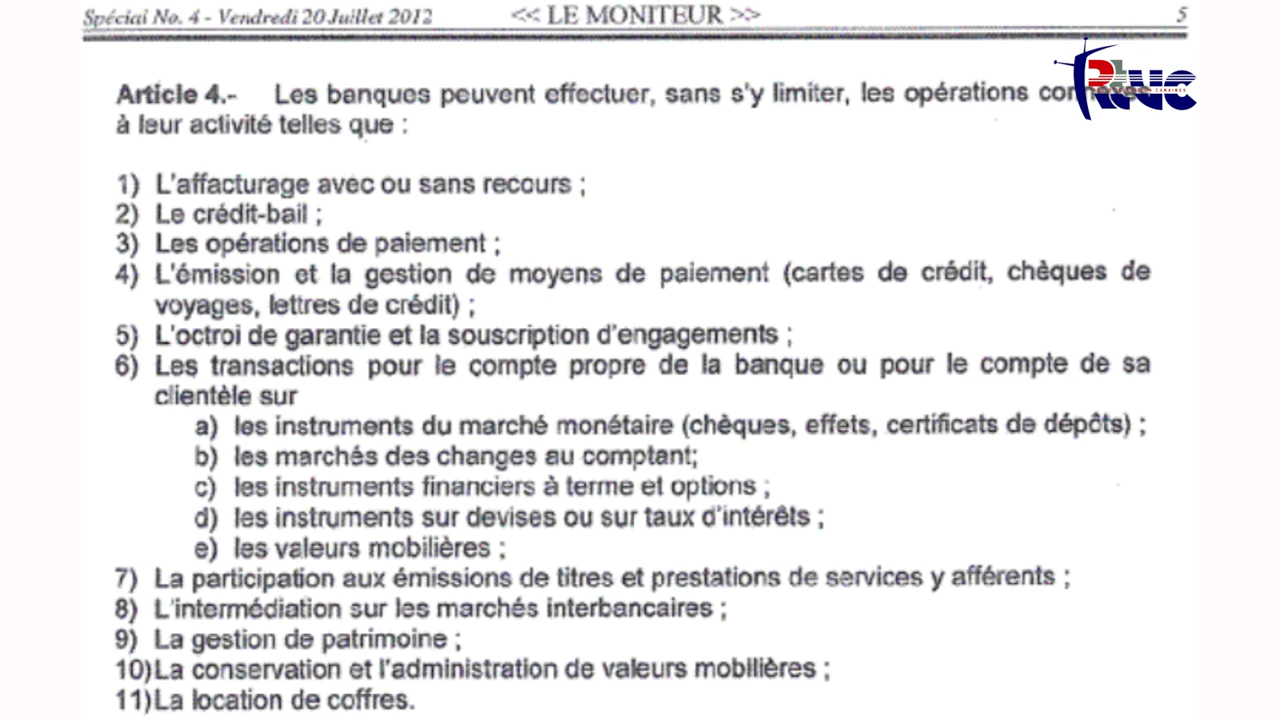 Spécial No. 4 - Vendredi 20 Juillet 2012 << LE MONITEUR >> 5
Article 4.- Les banques peuvent effectuer, sans s'y limiter, les opérations
à leur activité telles que :
1) L'affacturage avec ou sans recours ;
2) Le crédit-bail ;
3) Les opérations de paiement ;
4) L'émission et la gestion de moyens de paiement (cartes de crédit, chèques de
voyages, lettres de crédit) ;
5) L'octroi de garantie et la souscription d'engagements ;
6) Les transactions pour le compte propre de la banque ou pour le compte de sa
clientèle sur
a) les instruments du marché monétaire (chèques, effets, certificats de dépôts) ;
b) les marchés des changes au comptant;
c) les instruments financiers à terme et options ;
d) les instruments sur devises ou sur taux d'intérêts ;
e) les valeurs mobilières ;
7) La participation aux émissions de titres et prestations de services y afférents ;
8) L'intermédiation sur les marchés interbancaires ;
9) La gestion de patrimoine ;
10)La conservation et l'administration de valeurs mobilières ;
11)La location de coffres.